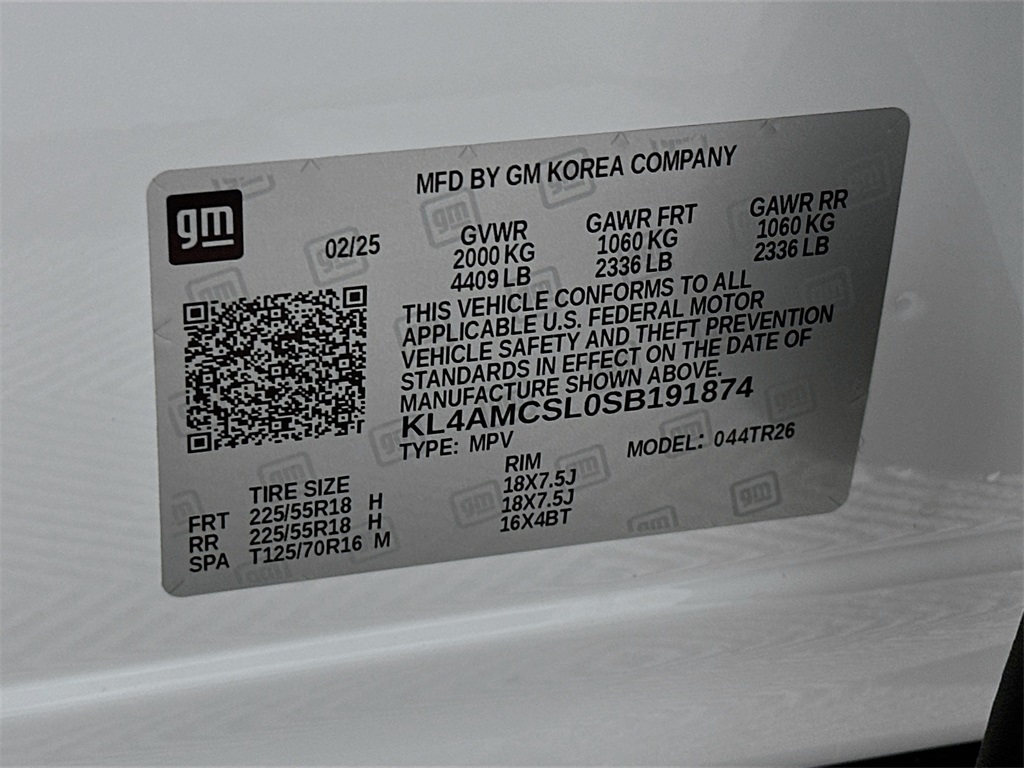 MFD BY GM KOREA COMPANY
gm
02/25
GVWR GAWR FRT GAWR RR
2000 KG 1060 KG 1060 KG
4409 LB 2336 LB 2336 LB
THIS VEHICLE CONFORMS TO ALL
APPLICABLE U.S. FEDERAL MOTOR
VEHICLE SAFETY AND THEFT PREVENTION
STANDARDS IN EFFECT ON THE DATE OF
MANUFACTURE SHOWN ABOVE.
KL4AMCSL0SB191874
TYPE: MPV MODEL: 044TR26
TIRE SIZE RIM
FRT 225/55R18 H 18X7.5J
RR 225/55R18 H 18X7.5J
SPA T125/70R16 M 16X4BT